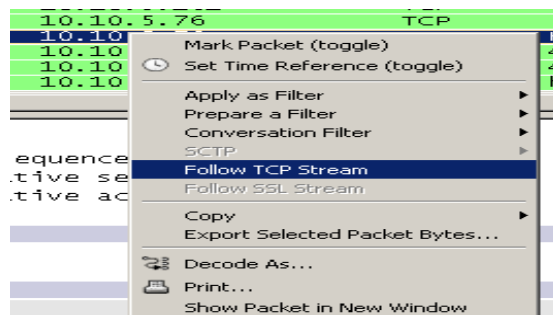 10.10.5.76 TCP
10.10
Mark Packet (toggle)
10.10
Set Time Reference (toggle)
10.10
10.10
Apply as Filter
Prepare a Filter
Conversation Filter
SCTP
equence
Follow TCP Stream
tive se
Follow SSL Stream
tive ac
Copy
Export Selected Packet Bytes...
Decode As...
Print...
Show Packet in New Window